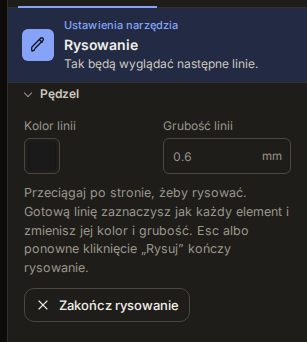 Ustawienia narzędzia
Rysowanie
Tak będą wyglądać następne linie.
Pędzel
Kolor linii
Grubość linii
0.6 mm
Przeciągaj po stronie, żeby rysować.
Gotową linię zaznaczysz jak każdy element i
zmienisz jej kolor i grubość. Esc albo
ponowne kliknięcie „Rysuj” kończy
rysowanie.
Zakończ rysowanie